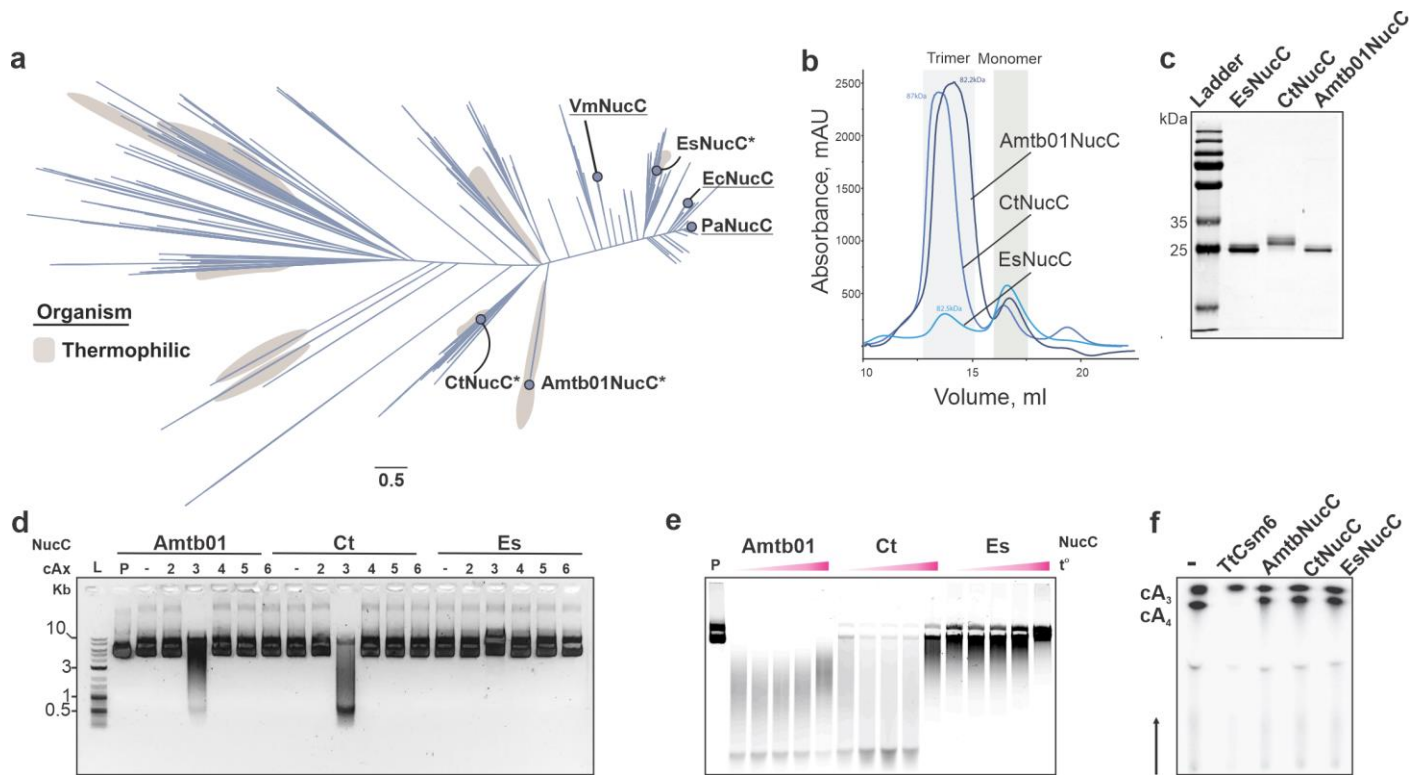 a
VmNucC
EsNucC*
EcNucC
PaNucC
CtNucC*
Amtb01NucC*
Organism
Thermophilic
0.5
b
Trimer Monomer
Absorbance, mAU
2500
2000
1500
1000
500
87kDa
82.2kDa
82.5kDa
Amtb01NucC
CtNucC
EsNucC
10 15 20
Volume, ml
c
Ladder EsNucC CtNucC Amtb01NucC
kDa
35
25
d
NucC Amtb01 Ct Es
cAx L P - 2 3 4 5 6 - 2 3 4 5 6 - 2 3 4 5 6
Kb
10
3
1
0.5
e
Amtb01 Ct Es NucC
P t°
f
- TtCsm6 AmtbNucC CtNucC EsNucC
cA₃
cA₄